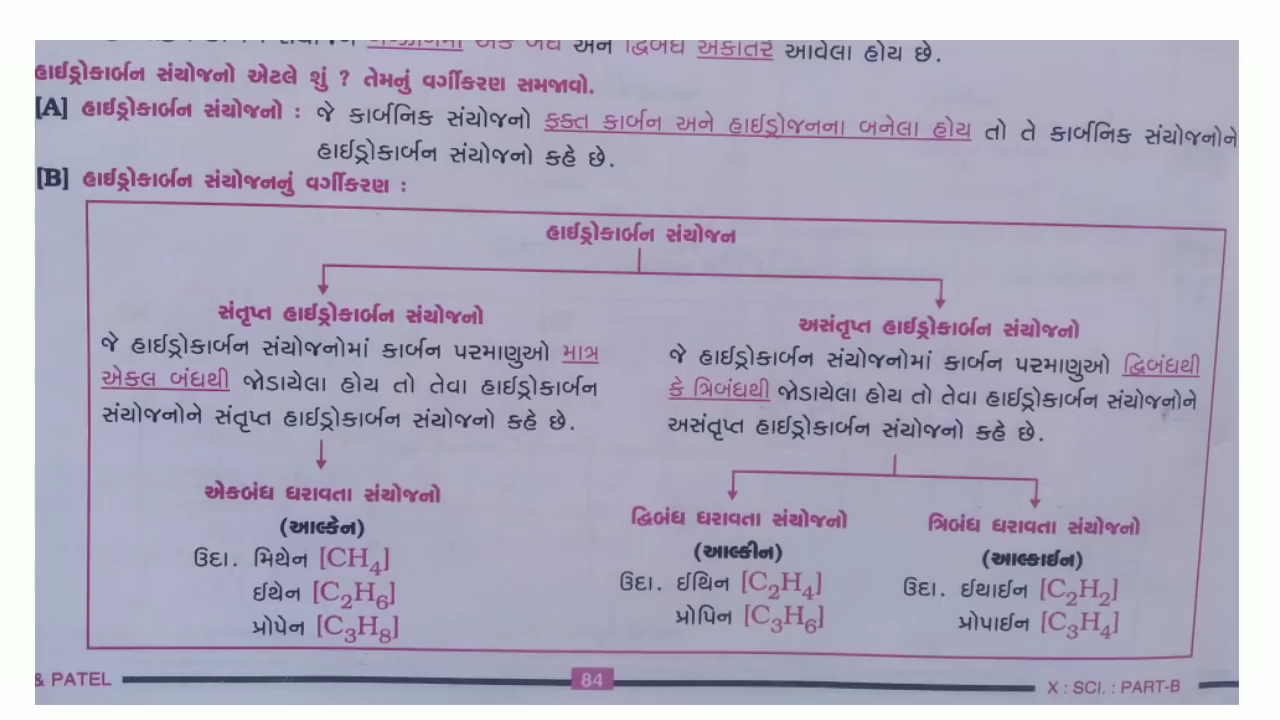 એક બંધ અને દ્વિબંધ એકાંતરે આવેલા હોય છે.
હાઈડ્રોકાર્બન સંયોજનો એટલે શું ? તેમનું વર્ગીકરણ સમજાવો.
[A] હાઈડ્રોકાર્બન સંયોજનો : જે કાર્બનિક સંયોજનો ફક્ત કાર્બન અને હાઈડ્રોજનના બનેલા હોય તો તે કાર્બનિક સંયોજનોને
હાઈડ્રોકાર્બન સંયોજનો કહે છે.
[B] હાઈડ્રોકાર્બન સંયોજનનું વર્ગીકરણ :
હાઈડ્રોકાર્બન સંયોજન
સંતૃપ્ત હાઈડ્રોકાર્બન સંયોજનો
જે હાઈડ્રોકાર્બન સંયોજનોમાં કાર્બન પરમાણુઓ માત્ર
એકલ બંધથી જોડાયેલા હોય તો તેવા હાઈડ્રોકાર્બન
સંયોજનોને સંતૃપ્ત હાઈડ્રોકાર્બન સંયોજનો કહે છે.
એકબંધ ધરાવતા સંયોજનો
(આલ્કેન)
ઉદા. મિથેન [CH₄]
ઈથેન [C₂H₆]
પ્રોપેન [C₃H₈]
અસંતૃપ્ત હાઈડ્રોકાર્બન સંયોજનો
જે હાઈડ્રોકાર્બન સંયોજનોમાં કાર્બન પરમાણુઓ દ્વિબંધથી
કે ત્રિબંધથી જોડાયેલા હોય તો તેવા હાઈડ્રોકાર્બન સંયોજનોને
અસંતૃપ્ત હાઈડ્રોકાર્બન સંયોજનો કહે છે.
દ્વિબંધ ધરાવતા સંયોજનો
(આલ્કીન)
ઉદા. ઈથિન [C₂H₄]
પ્રોપિન [C₃H₆]
ત્રિબંધ ધરાવતા સંયોજનો
(આલ્કાઈન)
ઉદા. ઈથાઈન [C₂H₂]
પ્રોપાઈન [C₃H₄]
& PATEL
84
X : SCI. : PART-B